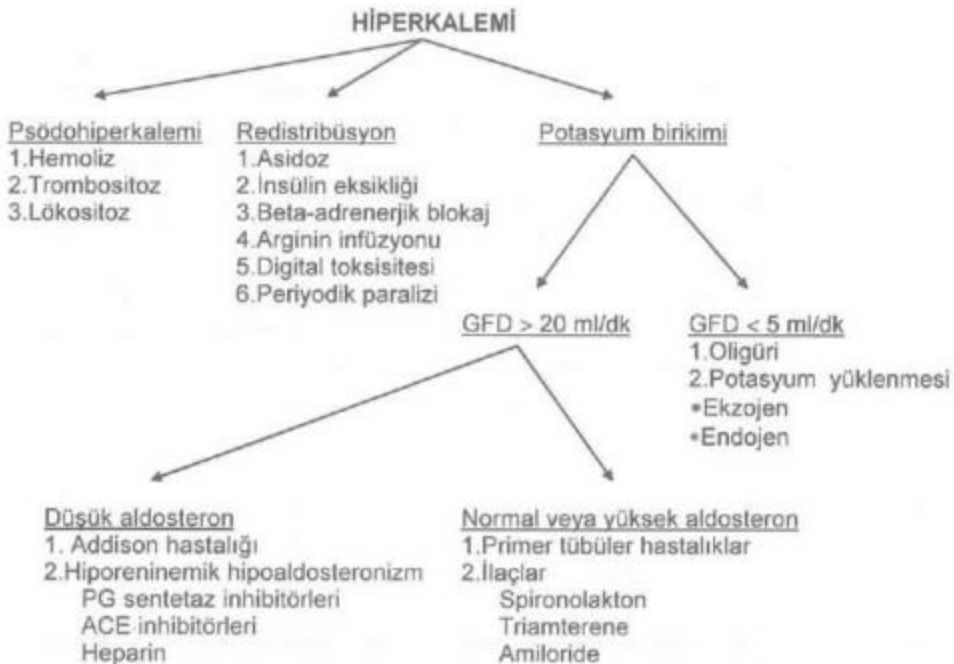 HİPERKALEMİ
Psödohiperkalemi
1.Hemoliz
2.Trombositoz
3.Lökositoz
Redistribüsyon
1.Asidoz
2.İnsülin eksikliği
3.Beta-adrenerjik blokaj
4.Arginin infüzyonu
5.Digital toksisitesi
6.Periyodik paralizi
Potasyum birikimi
GFD > 20 ml/dk
GFD < 5 ml/dk
1.Oligüri
2.Potasyum yüklenmesi
•Ekzojen
•Endojen
Düşük aldosteron
1. Addison hastalığı
2.Hiporeninemik hipoaldosteronizm
PG sentetaz inhibitörleri
ACE inhibitörleri
Heparin
Normal veya yüksek aldosteron
1.Primer tübüler hastalıklar
2.İlaçlar
Spironolakton
Triamterene
Amiloride